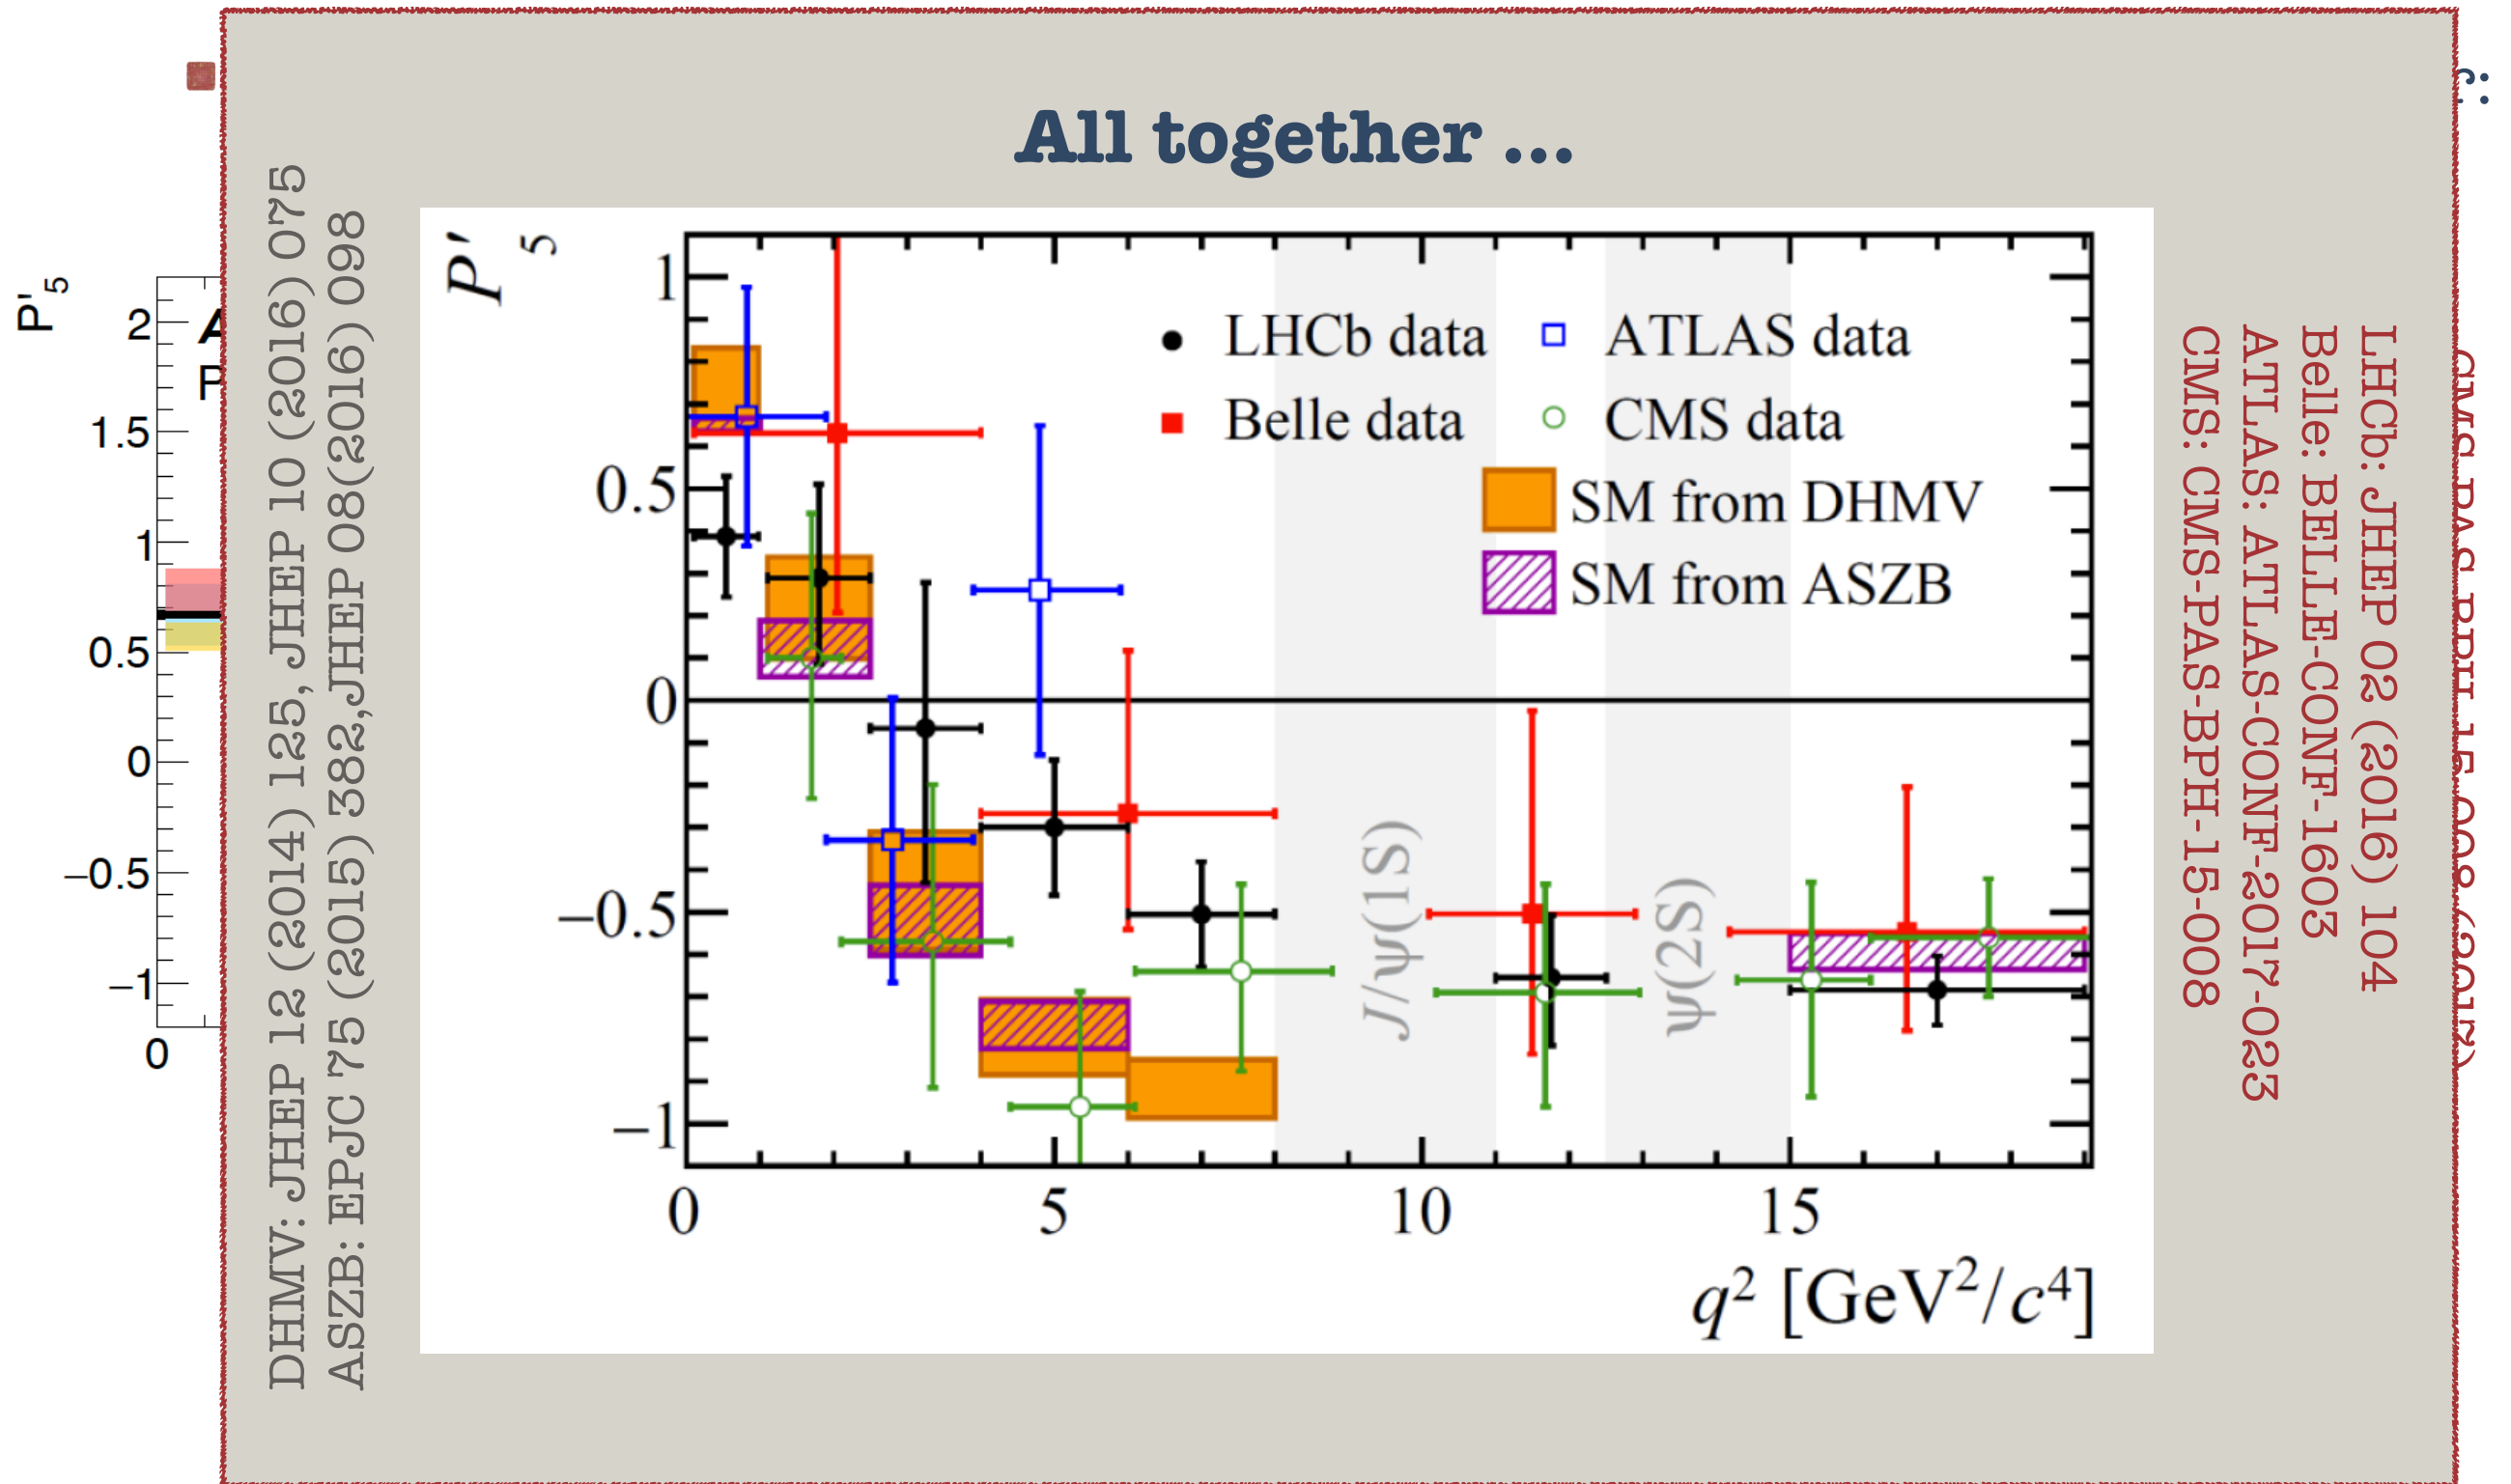 All together ...
DHMV: JHEP 12 (2014) 125, JHEP 10 (2016) 075
ASZB: EPJC 75 (2015) 382,JHEP 08(2016) 098
P'5
2
1.5
1
0.5
0
−0.5
−1
0
A
P
P'5
1
0.5
0
−0.5
−1
LHCb data
ATLAS data
Belle data
CMS data
SM from DHMV
SM from ASZB
J/ψ(1S)
ψ(2S)
0
5
10
15
q² [GeV²/c⁴]
LHCb: JHEP 02 (2016) 104
Belle: BELLE-CONF-1603
ATLAS: ATLAS-CONF-2017-023
CMS: CMS-PAS-BPH-15-008